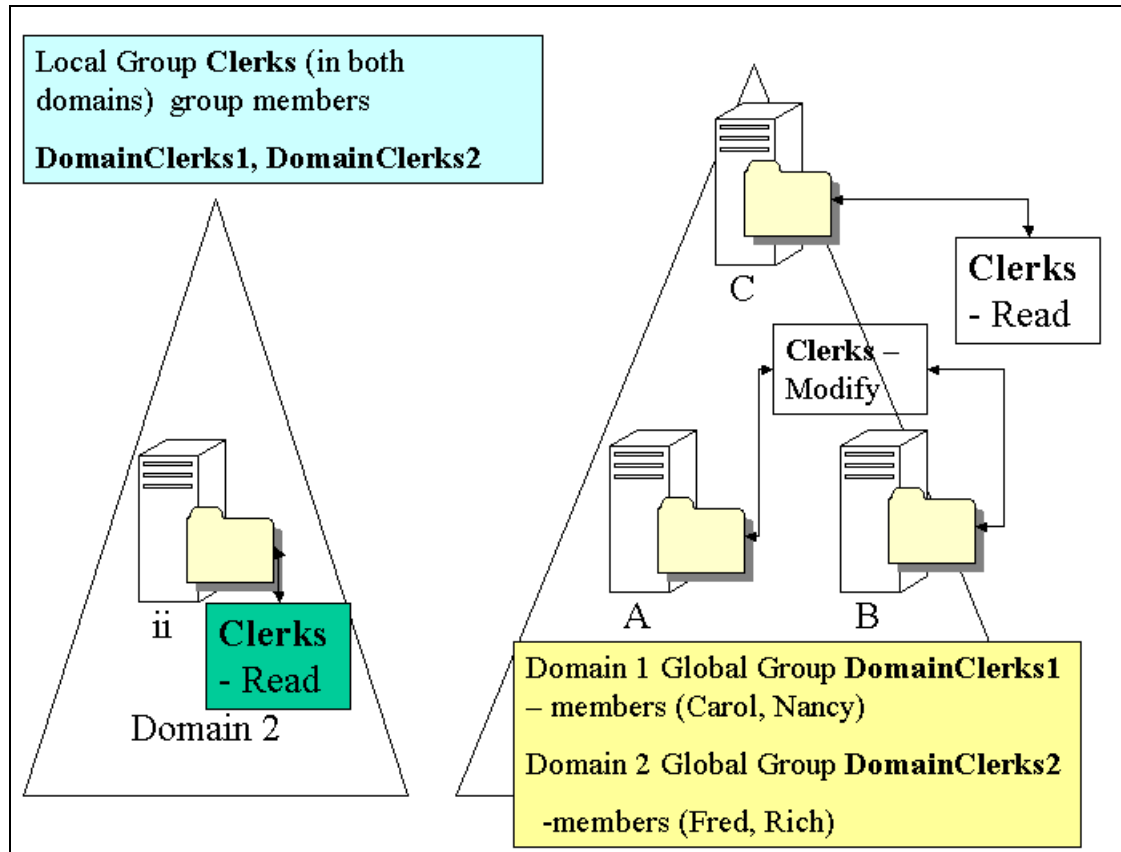 Local Group Clerks (in both
domains)  group members
DomainClerks1, DomainClerks2
C
Clerks
- Read
Clerks –
Modify
ii
Clerks
- Read
Domain 2
A
B
Domain 1 Global Group DomainClerks1
– members (Carol, Nancy)
Domain 2 Global Group DomainClerks2
-members (Fred, Rich)